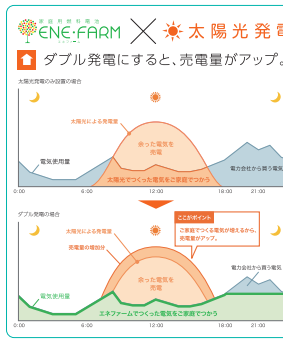 家庭用燃料電池
ENE・FARM
太陽光発電
ダブル発電にすると、売電量がアップ。
太陽光発電のみ設置の場合
太陽光による発電量
余った電気を
売電
電気使用量
電力会社から買う電気
太陽光でつくった電気をご家庭でつかう
0:00 6:00 12:00 18:00 21:00
ダブル発電の場合
ここがポイント
ご家庭でつくる電気が増えるから、
売電量がアップ。
太陽光による発電量
売電量の増加分
余った電気を
売電
電力会社から買う電気
電気使用量
エネファームでつくった電気をご家庭でつかう
0:00 6:00 12:00 18:00 21:00